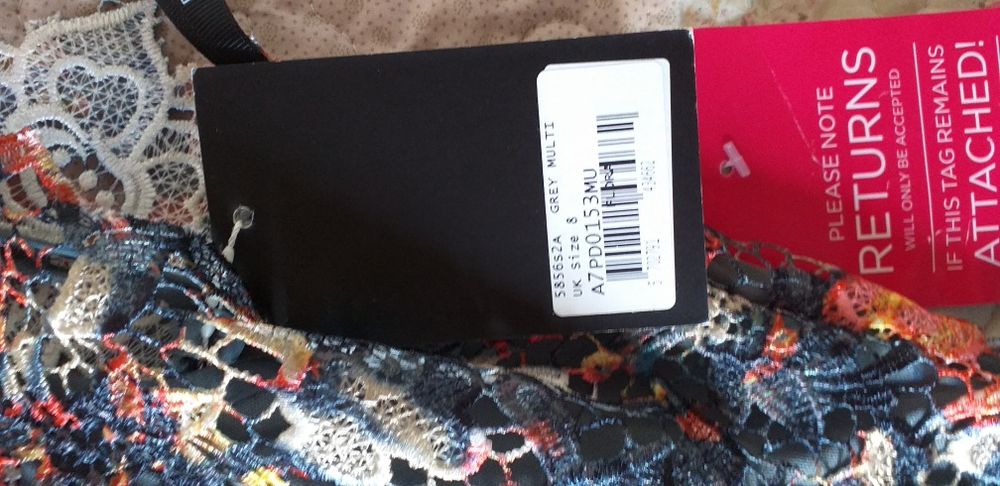 5856s2A GREY MULTI
UK size 8
A7PD0153MU
PLEASE NOTE
RETURNS
WILL ONLY BE ACCEPTED
IF THIS TAG REMAINS
ATTACHED!